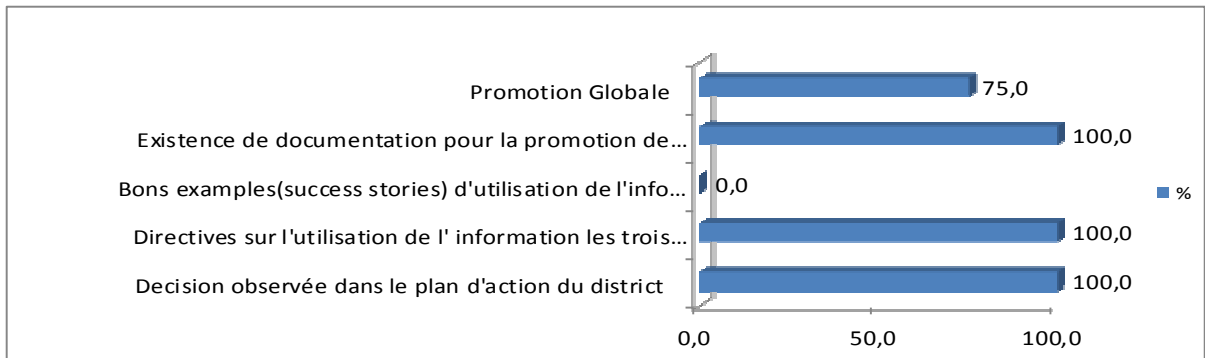 Promotion Globale 75,0
Existence de documentation pour la promotion de... 100,0
Bons examples(success stories) d'utilisation de l'info... 0,0
Directives sur l'utilisation de l' information les trois... 100,0
Decision observée dans le plan d'action du district 100,0
%
0,0 50,0 100,0